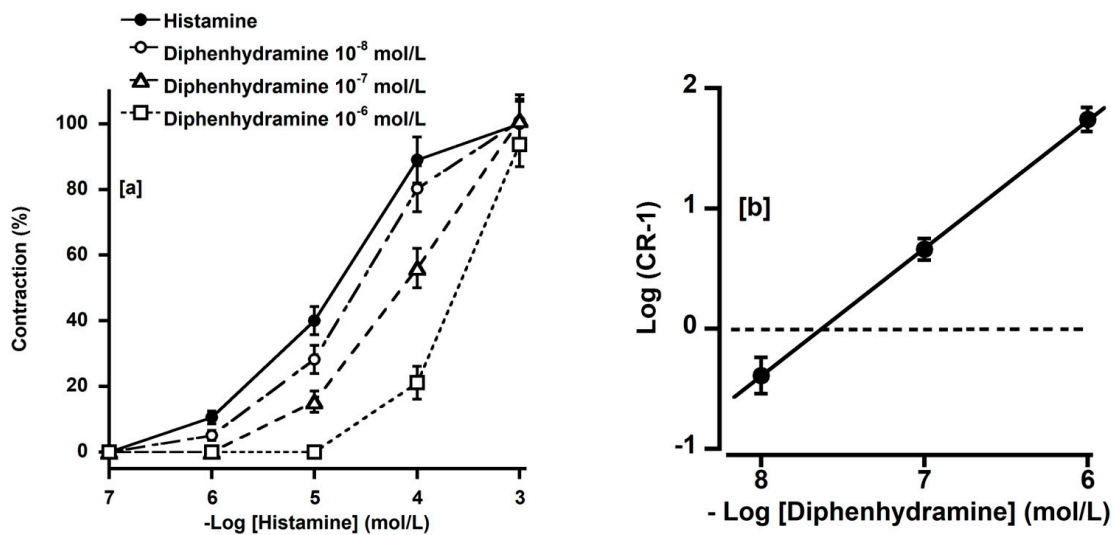 Histamine
Diphenhydramine 10⁻⁸ mol/L
Diphenhydramine 10⁻⁷ mol/L
Diphenhydramine 10⁻⁶ mol/L
[a]
Contraction (%)
100
80
60
40
20
0
7 6 5 4 3
-Log [Histamine] (mol/L)
[b]
Log (CR-1)
2
1
0
-1
8 7 6
- Log [Diphenhydramine] (mol/L)